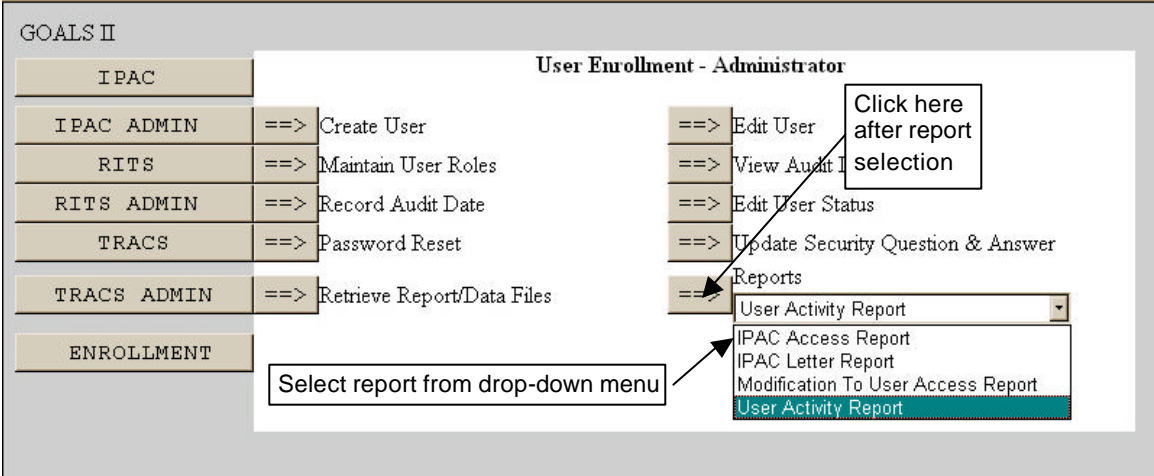 GOALS II
User Enrollment - Administrator
IPAC
IPAC ADMIN
==> Create User
==> Edit User
RITS
==> Maintain User Roles
==> View Audit
RITS ADMIN
==> Record Audit Date
==> Edit User Status
TRACS
==> Password Reset
==> Update Security Question & Answer
TRACS ADMIN
==> Retrieve Report/Data Files
==> Reports
User Activity Report
IPAC Access Report
IPAC Letter Report
Modification To User Access Report
User Activity Report
ENROLLMENT
Click here
after report
selection
Select report from drop-down menu